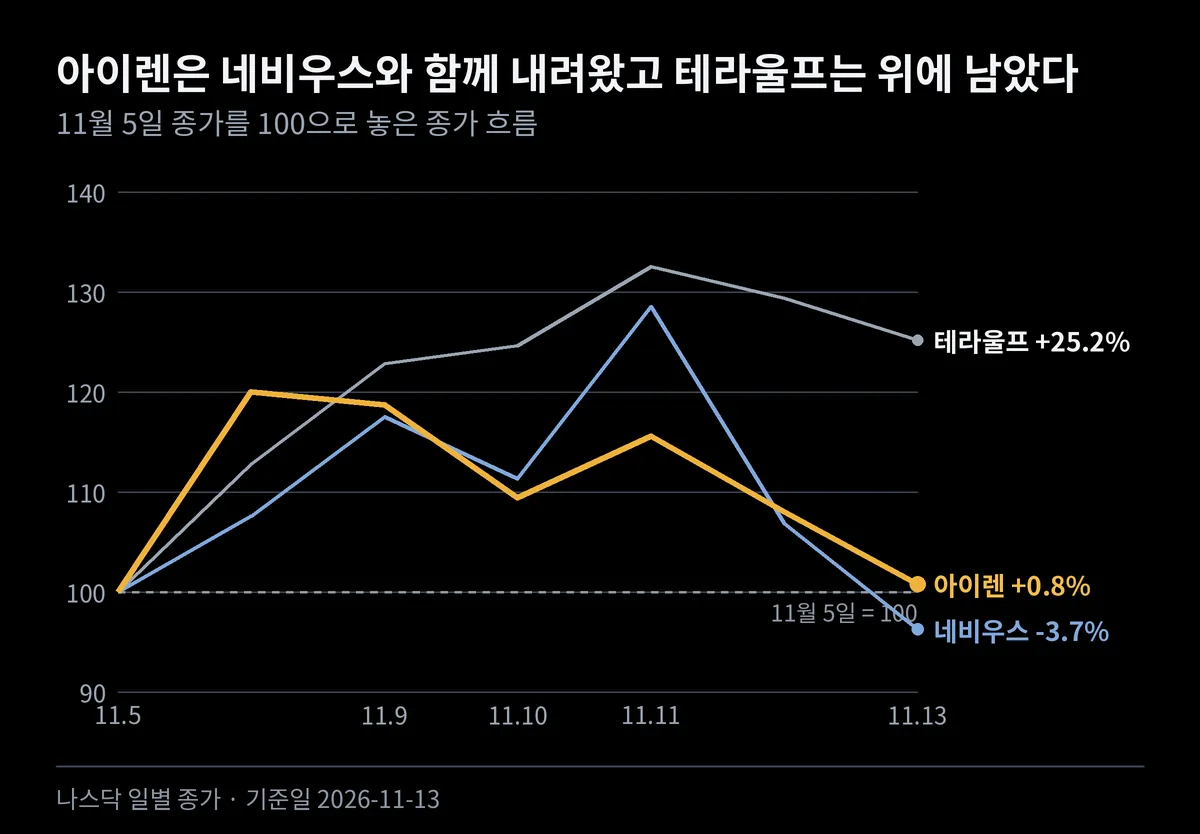 아이렌은 네비우스와 함께 내려왔고 테라울프는 위에 남았다
11월 5일 종가를 100으로 놓은 종가 흐름
140
130
테라울프 +25.2%
120
110
100
아이렌 +0.8%
11월 5일 = 100
네비우스 -3.7%
90
11.5 11.9 11.10 11.11 11.13
나스닥 일별 종가 · 기준일 2026-11-13